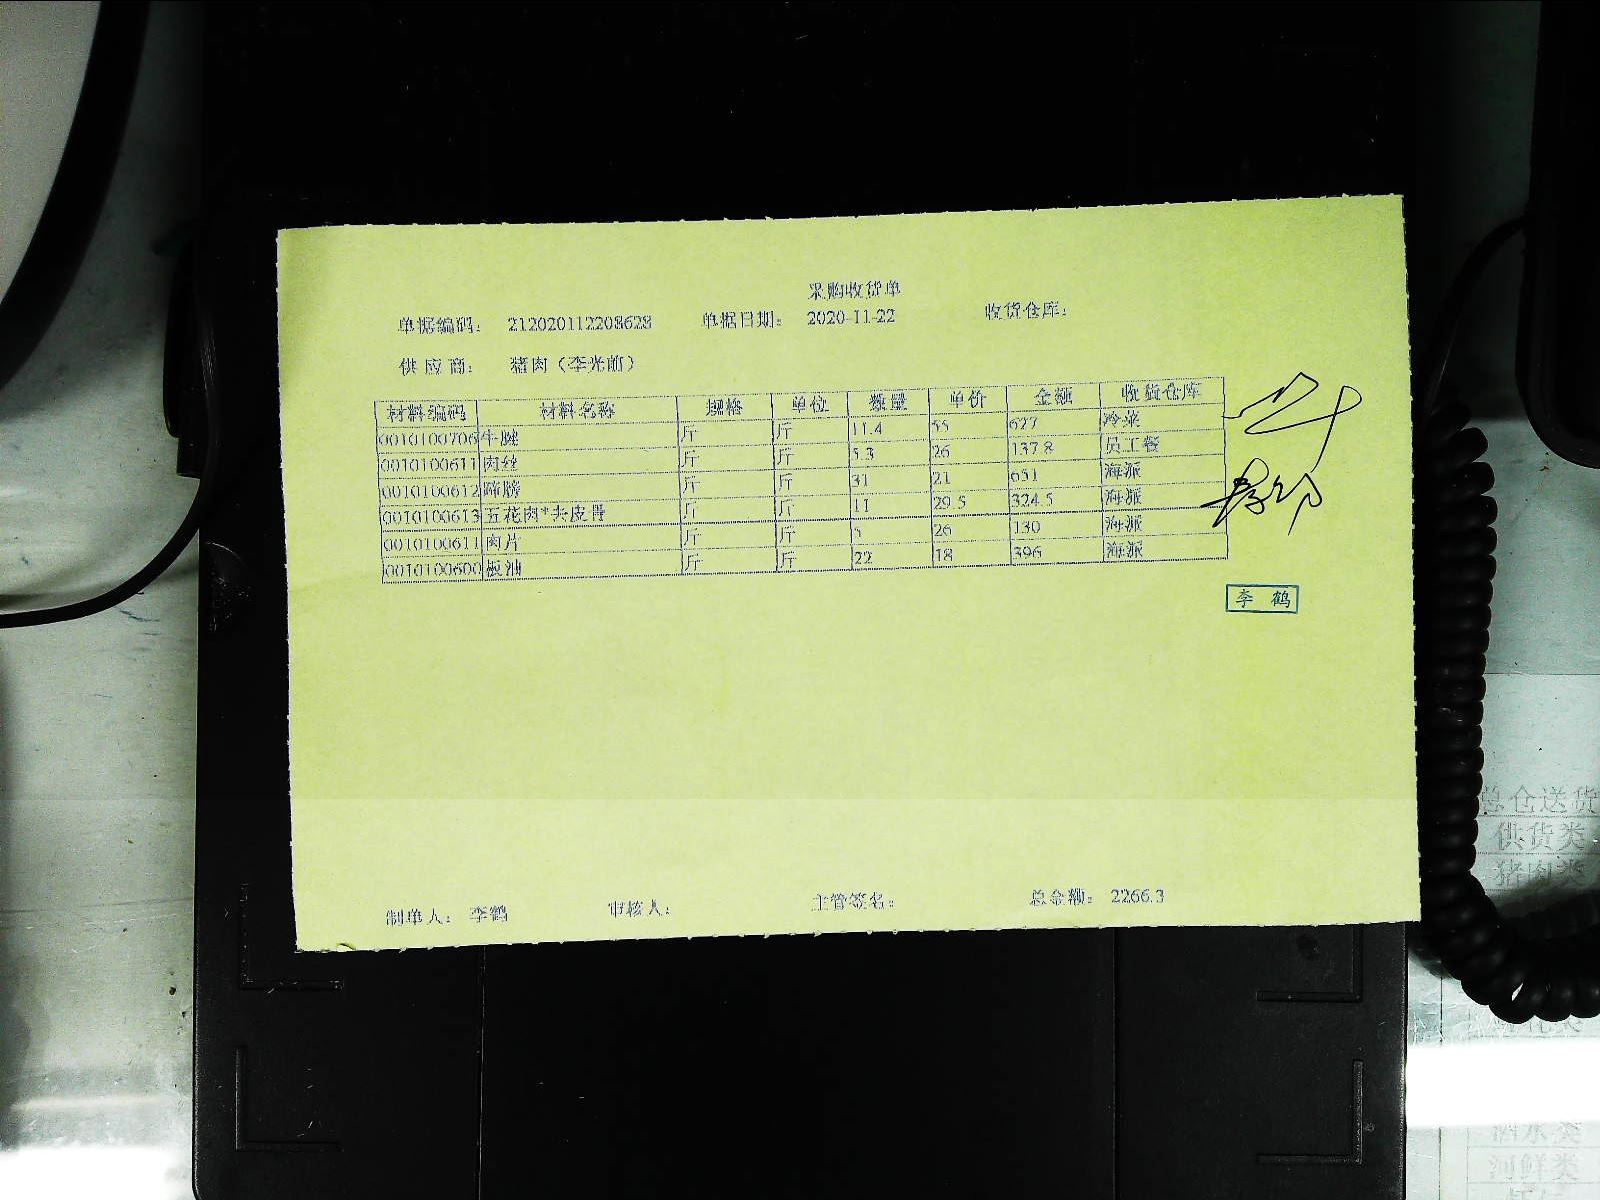 采购收货单
单据编码： 212020112208628 单据日期： 2020-11-22 收货仓库：
供应商： 猪肉（李光前）
材料编码 材料名称 规格 单位 数量 单价 金额 收货仓库
0010100706 牛腱 斤 斤 11.4 55 627 冷菜
0010100611 肉丝 斤 斤 5.3 26 137.8 员工餐
0010100612 蹄膀 斤 斤 31 21 651 海派
0010100613 五花肉*去皮骨 斤 斤 11 29.5 324.5 海派
0010100611 肉片 斤 斤 5 26 130 海派
0010100600 板油 斤 斤 22 18 396 海派
李鹤
制单人： 李鹤 审核人： 主管签名： 总金额： 2266.3
总仓送货
供货类
猪肉类
酒水类
河鲜类